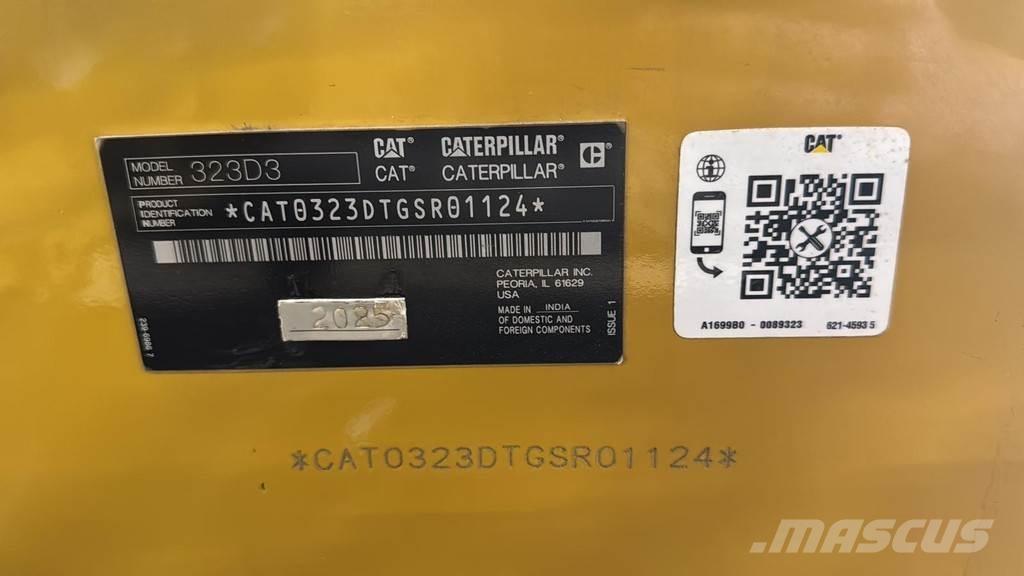 CAT® CATERPILLAR®
CAT® CATERPILLAR®
MODEL NUMBER 323D3
PRODUCT IDENTIFICATION NUMBER *CAT0323DTGSR01124*
CATERPILLAR INC.
PEORIA, IL 61629
USA
MADE IN INDIA
OF DOMESTIC AND
FOREIGN COMPONENTS
ISSUE 1
2025
CAT®
A1699B0 - 0089323 621-4593 5
*CAT0323DTGSR01124*
MASCUS